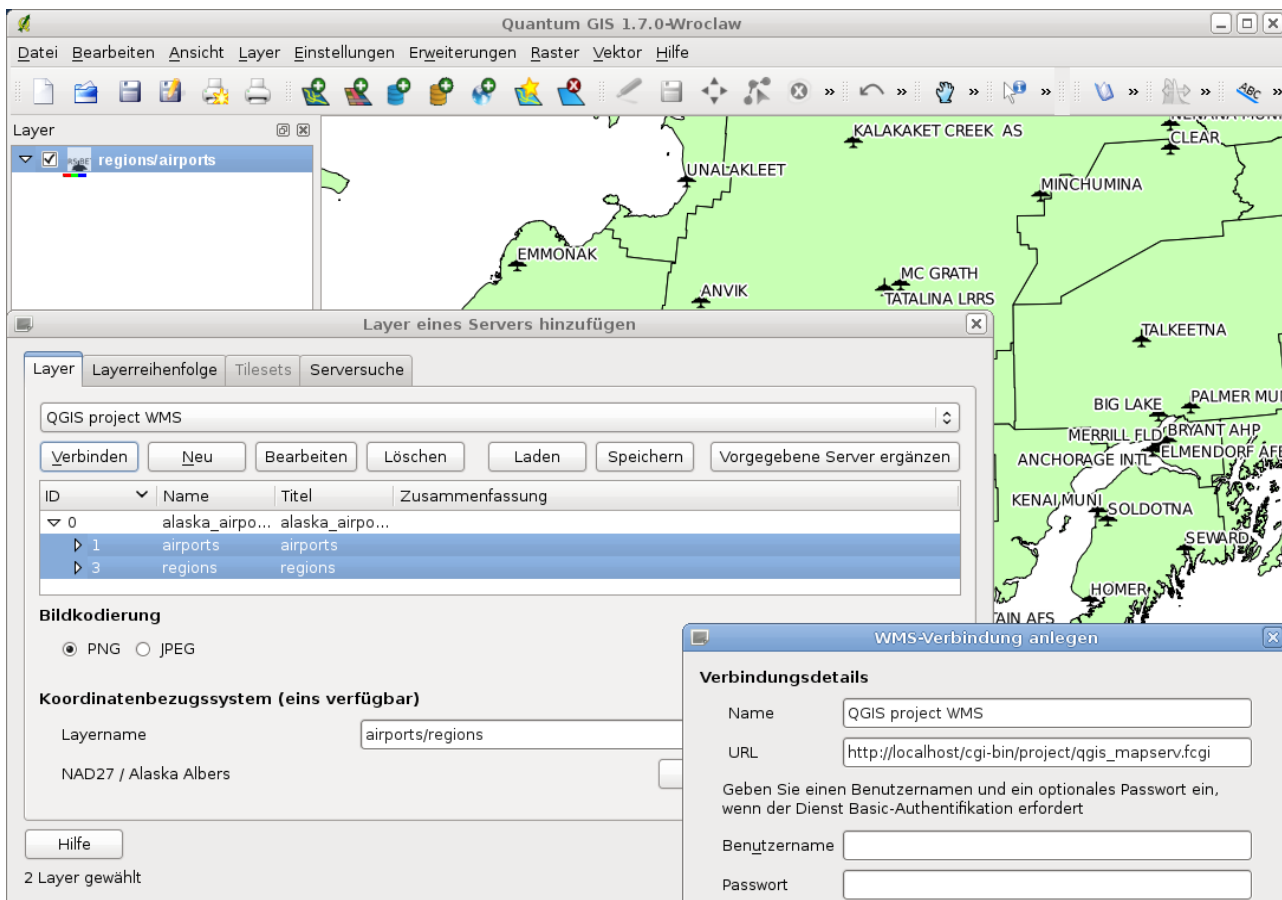 Quantum GIS 1.7.0-Wroclaw
Datei Bearbeiten Ansicht Layer Einstellungen Erweiterungen Raster Vektor Hilfe
» » » » » » ABC »
Layer
regions/airports
KALAKAKET CREEK AS
CLEAR
UNALAKLEET
MINCHUMINA
EMMONAK
MC GRATH
ANVIK
TATALINA LRRS
TALKEETNA
BIG LAKE
PALMER MUN
MERRILL FLD
BRYANT AHP
ANCHORAGE INTL
ELMENDORF AFB
KENAI MUNI
SOLDOTNA
SEWARD
HOMER
TAIN AFS
Layer eines Servers hinzufügen
Layer Layerreihenfolge Tilesets Serversuche
QGIS project WMS
Verbinden Neu Bearbeiten Löschen Laden Speichern Vorgegebene Server ergänzen
ID Name Titel Zusammenfassung
0 alaska_airpo... alaska_airpo...
1 airports airports
3 regions regions
Bildkodierung
PNG JPEG
Koordinatenbezugssystem (eins verfügbar)
Layername airports/regions
NAD27 / Alaska Albers
Hilfe
2 Layer gewählt
WMS-Verbindung anlegen
Verbindungsdetails
Name QGIS project WMS
URL http://localhost/cgi-bin/project/qgis_mapserv.fcgi
Geben Sie einen Benutzernamen und ein optionales Passwort ein,
wenn der Dienst Basic-Authentifikation erfordert
Benutzername
Passwort